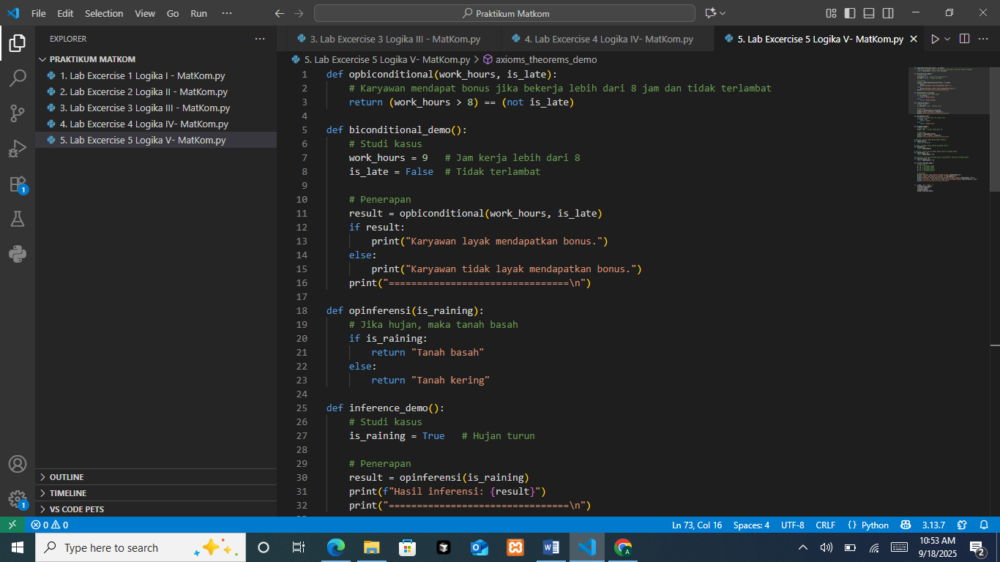 File Edit Selection View Go Run ··· Praktikum Matkom
EXPLORER ···
PRAKTIKUM MATKOM
1. Lab Excercise 1 Logika I - MatKom.py
2. Lab Excercise 2 Logika II - MatKom.py
3. Lab Excercise 3 Logika III - MatKom.py
4. Lab Excercise 4 Logika IV- MatKom.py
5. Lab Excercise 5 Logika V- MatKom.py
OUTLINE
TIMELINE
VS CODE PETS
1
1
3. Lab Excercise 3 Logika III - MatKom.py 4. Lab Excercise 4 Logika IV- MatKom.py 5. Lab Excercise 5 Logika V- MatKom.py
5. Lab Excercise 5 Logika V- MatKom.py > axioms_theorems_demo
1 def opbiconditional(work_hours, is_late):
2 # Karyawan mendapat bonus jika bekerja lebih dari 8 jam dan tidak terlambat
3 return (work_hours > 8) == (not is_late)
4
5 def biconditional_demo():
6 # Studi kasus
7 work_hours = 9 # Jam kerja lebih dari 8
8 is_late = False # Tidak terlambat
9
10 # Penerapan
11 result = opbiconditional(work_hours, is_late)
12 if result:
13 print("Karyawan layak mendapatkan bonus.")
14 else:
15 print("Karyawan tidak layak mendapatkan bonus.")
16 print("================================\n")
17
18 def opinferensi(is_raining):
19 # Jika hujan, maka tanah basah
20 if is_raining:
21 return "Tanah basah"
22 else:
23 return "Tanah kering"
24
25 def inference_demo():
26 # Studi kasus
27 is_raining = True # Hujan turun
28
29 # Penerapan
30 result = opinferensi(is_raining)
31 print(f"Hasil inferensi: {result}")
32 print("================================\n")
0 0 Ln 73, Col 16 Spaces: 4 UTF-8 CRLF {} Python 3.13.7
Type here to search 10:53 AM
9/18/2025 2